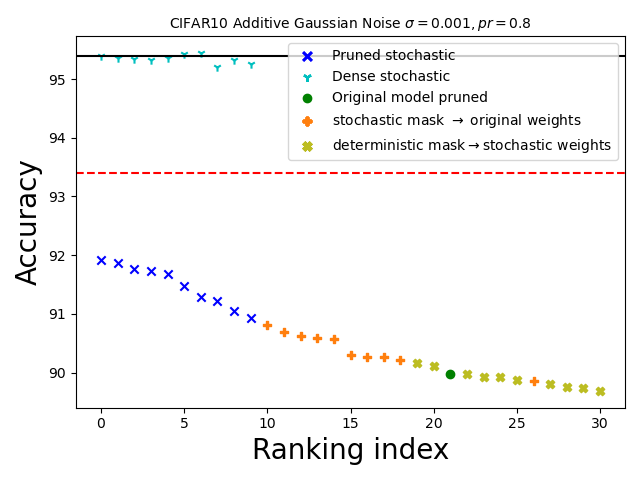 CIFAR10 Additive Gaussian Noise σ = 0.001, pr = 0.8
Pruned stochastic
Dense stochastic
Original model pruned
stochastic mask → original weights
deterministic mask→stochastic weights
Accuracy
95
94
93
92
91
90
0 5 10 15 20 25 30
Ranking index